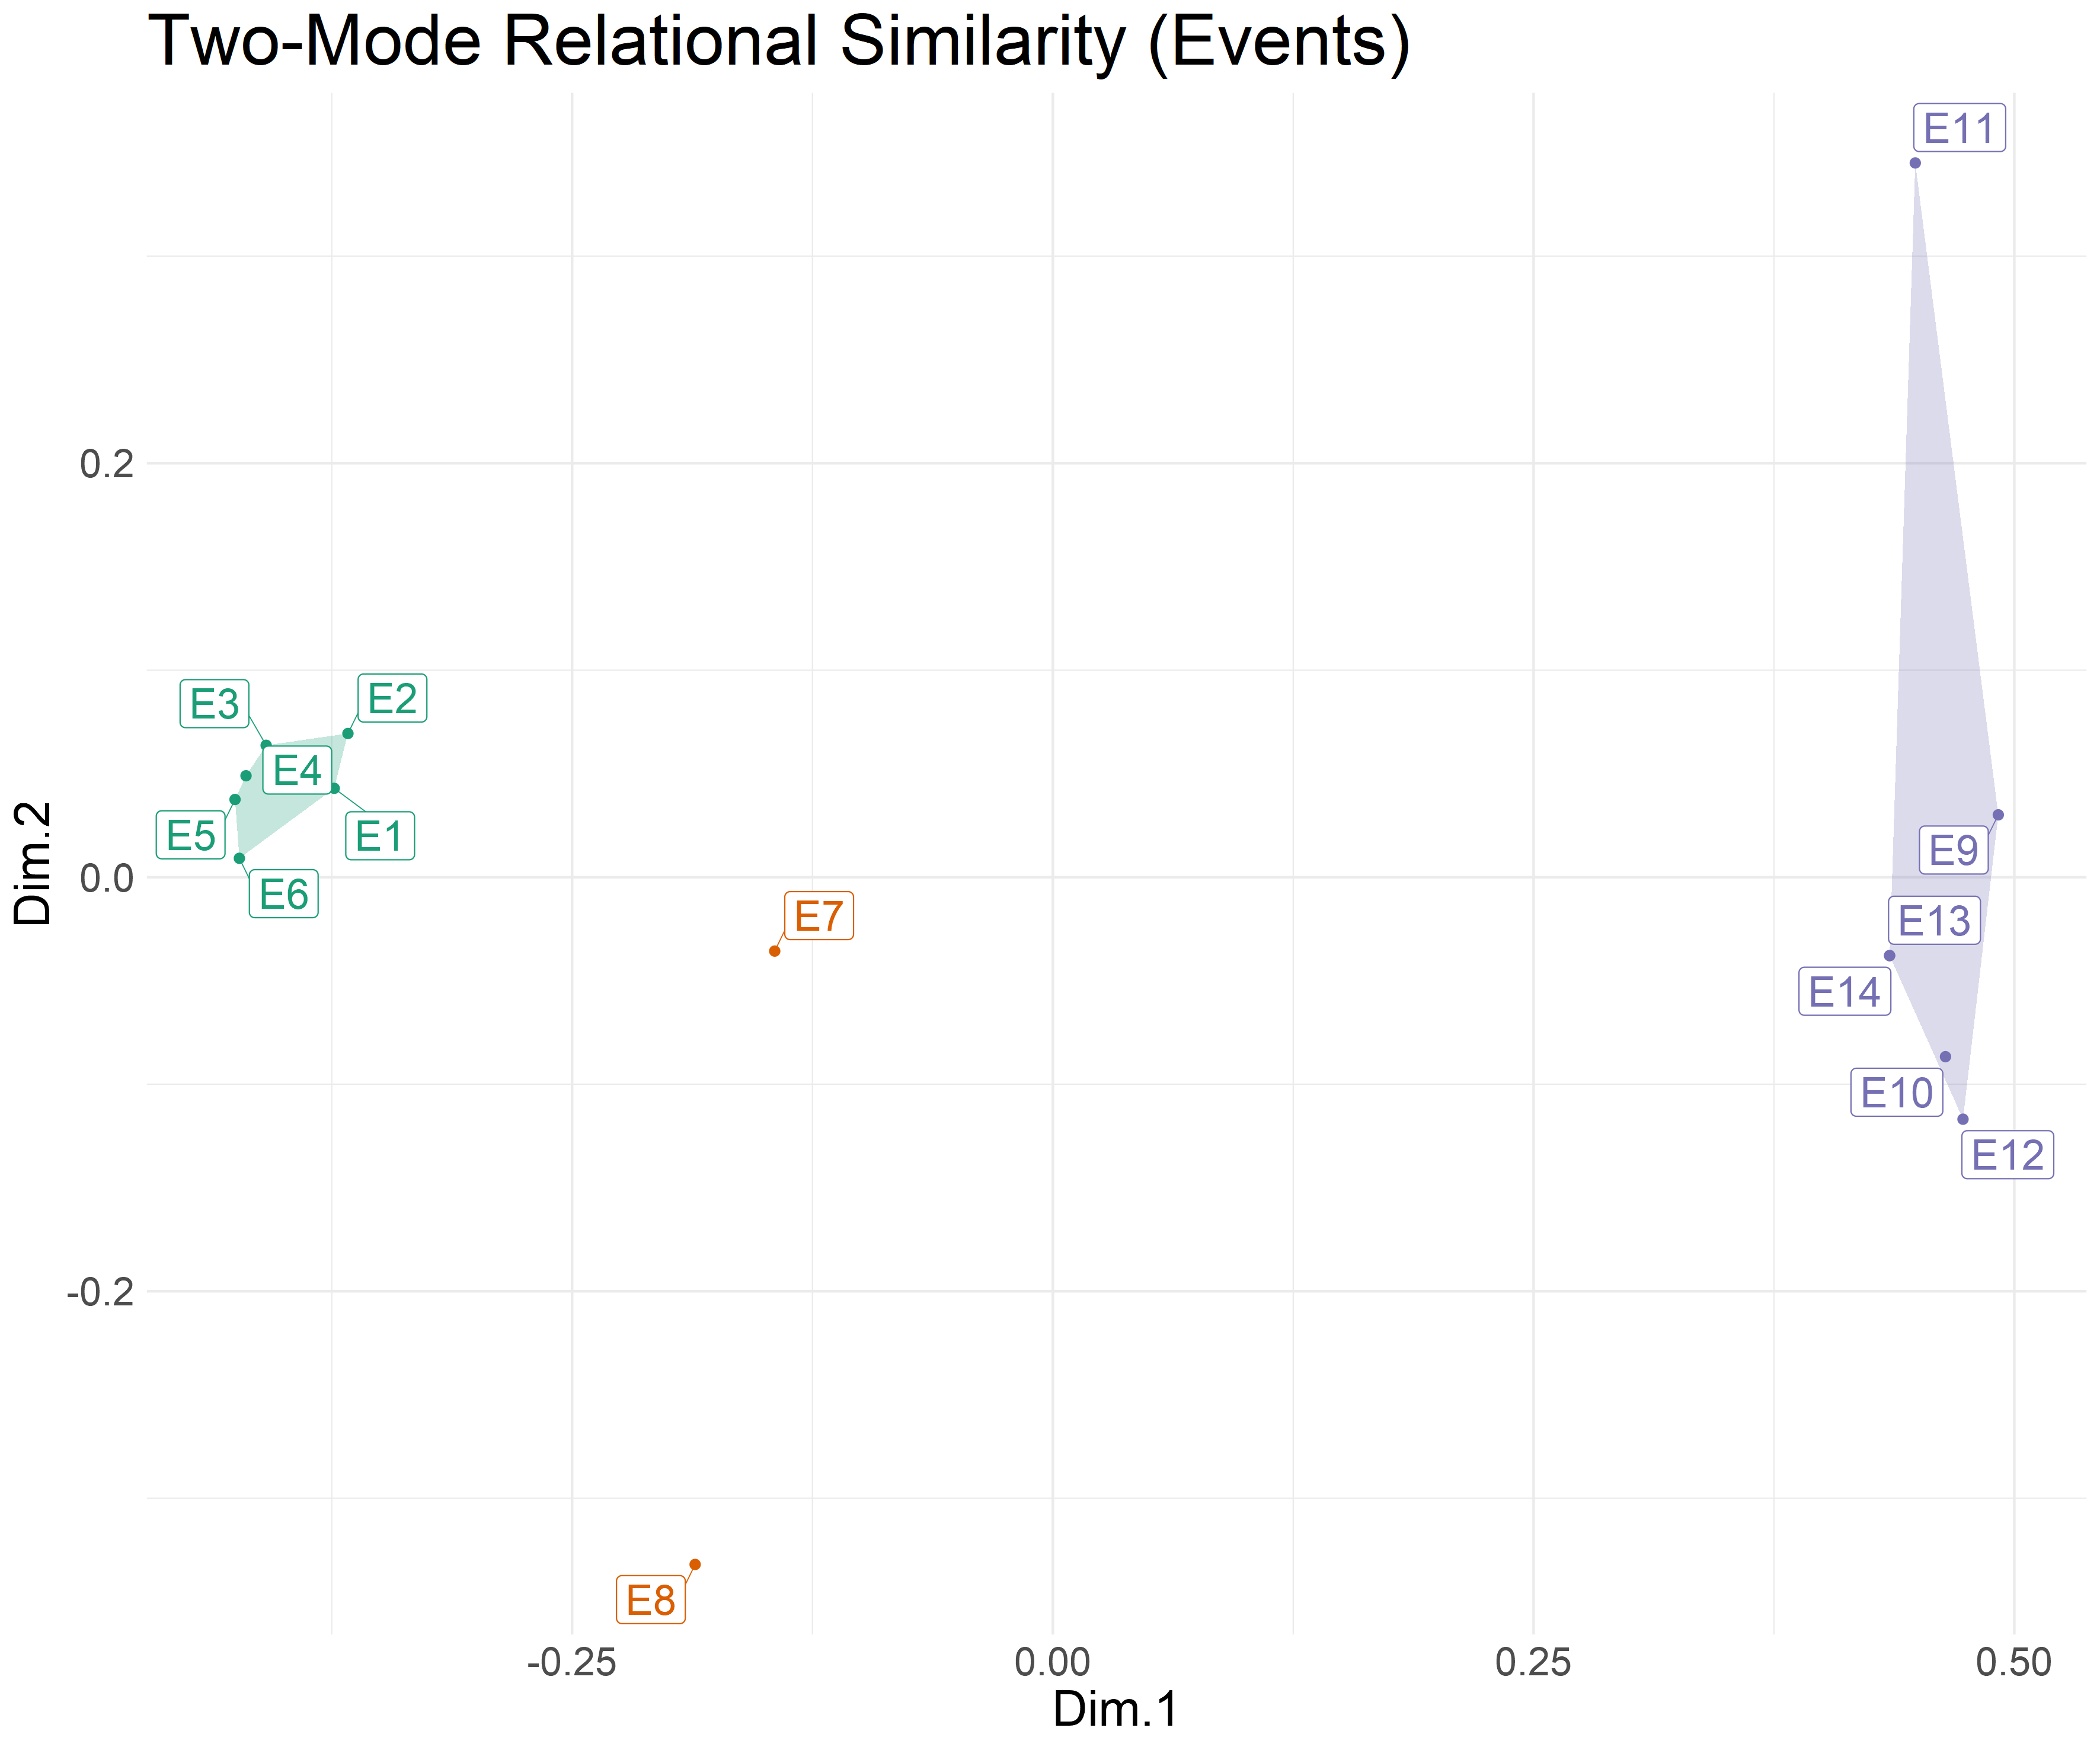 Two-Mode Relational Similarity (Events)
E11
0.2
E3
E2
E4
E5
E1
E9
0.0
E6
E7
E13
E14
E10
E12
Dim.2
-0.2
E8
-0.25
0.00
0.25
0.50
Dim.1